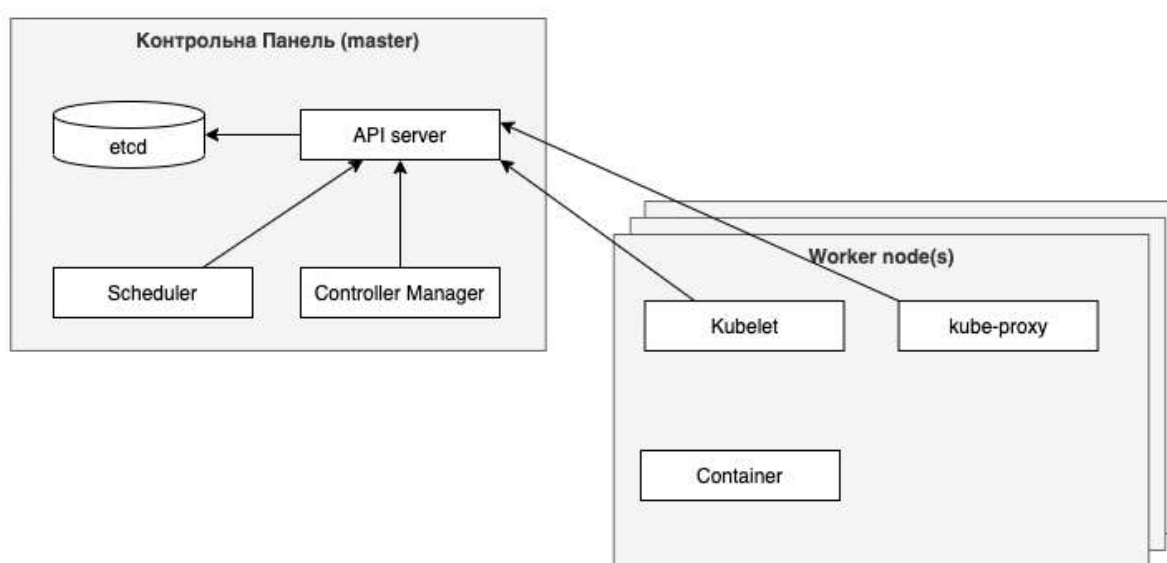 Контрольна Панель (master)
etcd
API server
Scheduler
Controller Manager
Worker node(s)
Kubelet
kube-proxy
Container